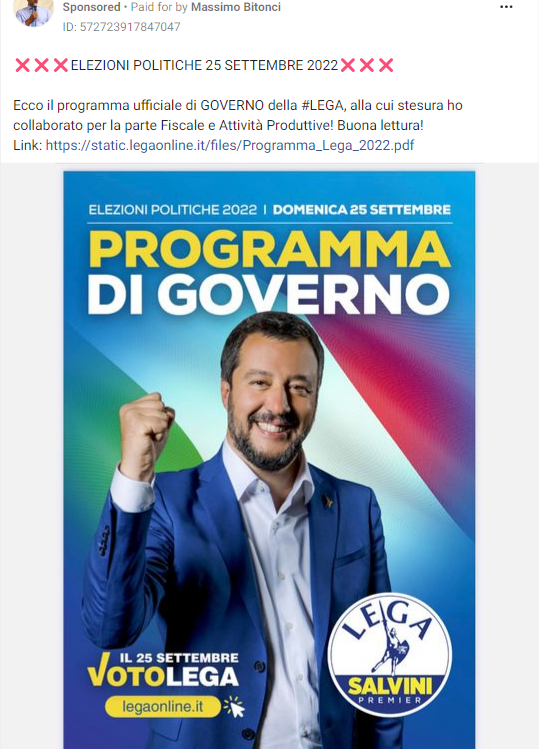 Sponsored • Paid for by Massimo Bitonci
ID: 572723917847047
❌❌❌ELEZIONI POLITICHE 25 SETTEMBRE 2022❌❌❌
Ecco il programma ufficiale di GOVERNO della #LEGA, alla cui stesura ho
collaborato per la parte Fiscale e Attività Produttive! Buona lettura!
Link: https://static.legaonline.it/files/Programma_Lega_2022.pdf
ELEZIONI POLITICHE 2022 | DOMENICA 25 SETTEMBRE
PROGRAMMA
DI GOVERNO
IL 25 SETTEMBRE
VOTOLEGA
legaonline.it
LEGA
SALVINI
PREMIER